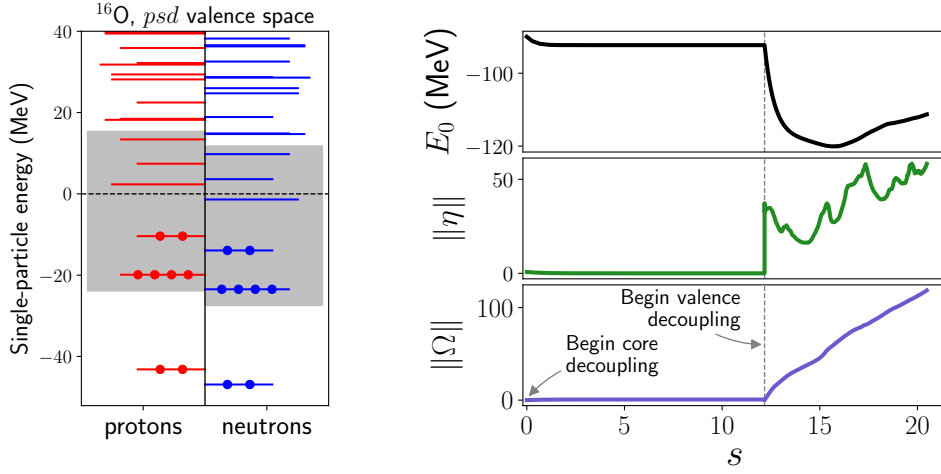 ¹⁶O, psd valence space
Single-particle energy (MeV)
40
20
0
−20
−40
protons
neutrons
E₀ (MeV)
−100
−120
||η||
50
0
||Ω||
100
0
Begin valence
decoupling
Begin core
decoupling
0
5
10
15
20
s